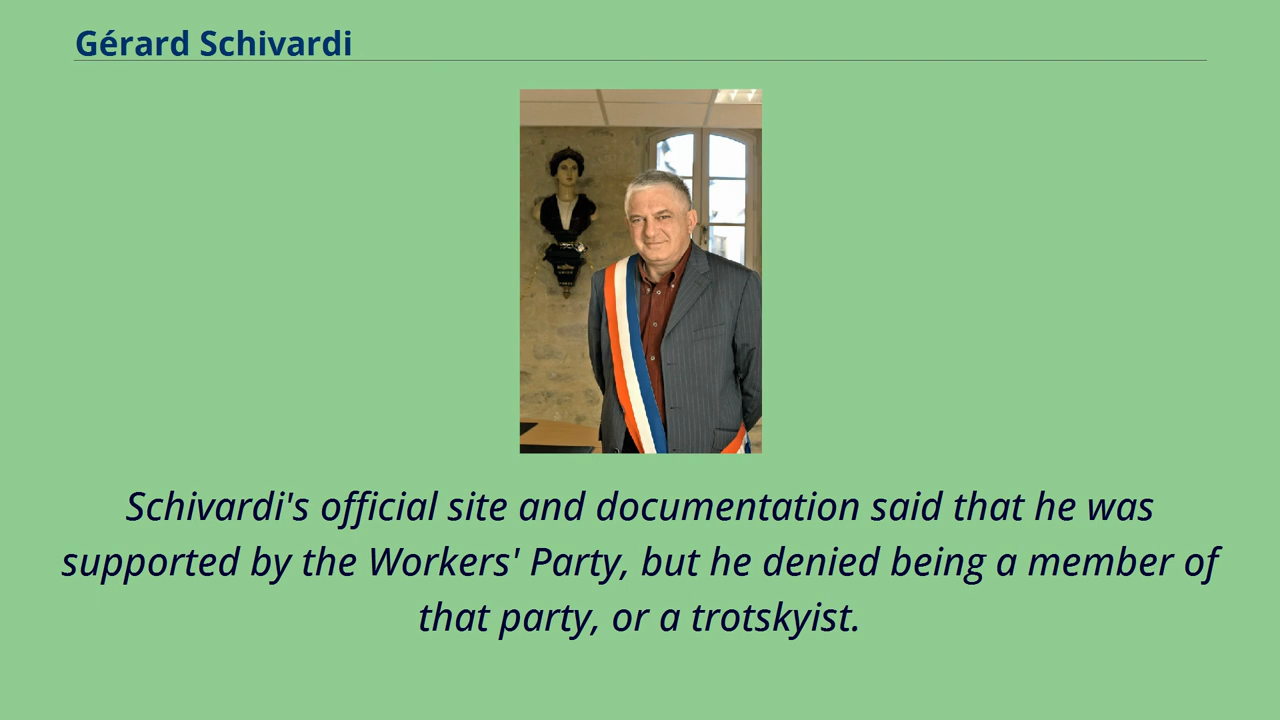 Gérard Schivardi
Schivardi's official site and documentation said that he was
supported by the Workers' Party, but he denied being a member of
that party, or a trotskyist.